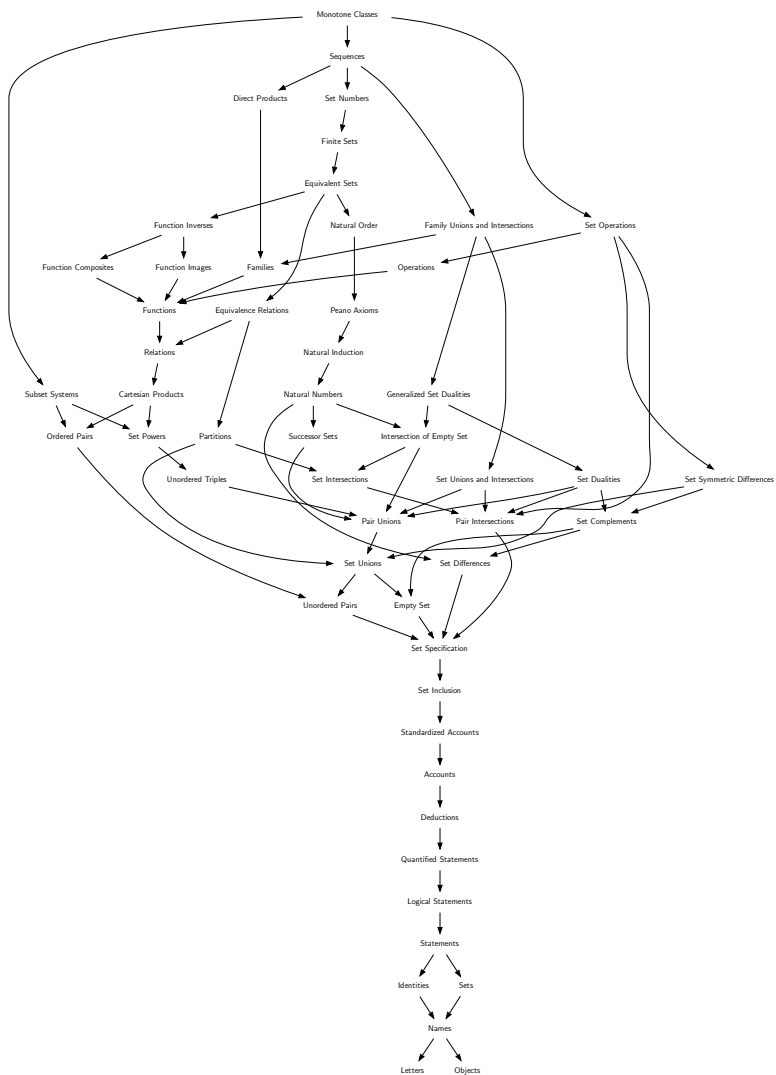 Monotone Classes
Sequences
Direct Products
Set Numbers
Finite Sets
Equivalent Sets
Function Inverses
Natural Order
Family Unions and Intersections
Set Operations
Function Composites
Function Images
Families
Operations
Functions
Equivalence Relations
Peano Axioms
Relations
Natural Induction
Subset Systems
Cartesian Products
Natural Numbers
Generalized Set Dualities
Ordered Pairs
Set Powers
Partitions
Successor Sets
Intersection of Empty Set
Unordered Triples
Set Intersections
Set Unions and Intersections
Set Dualities
Set Symmetric Differences
Pair Unions
Pair Intersections
Set Complements
Set Unions
Set Differences
Unordered Pairs
Empty Set
Set Specification
Set Inclusion
Standardized Accounts
Accounts
Deductions
Quantified Statements
Logical Statements
Statements
Identities
Sets
Names
Letters
Objects